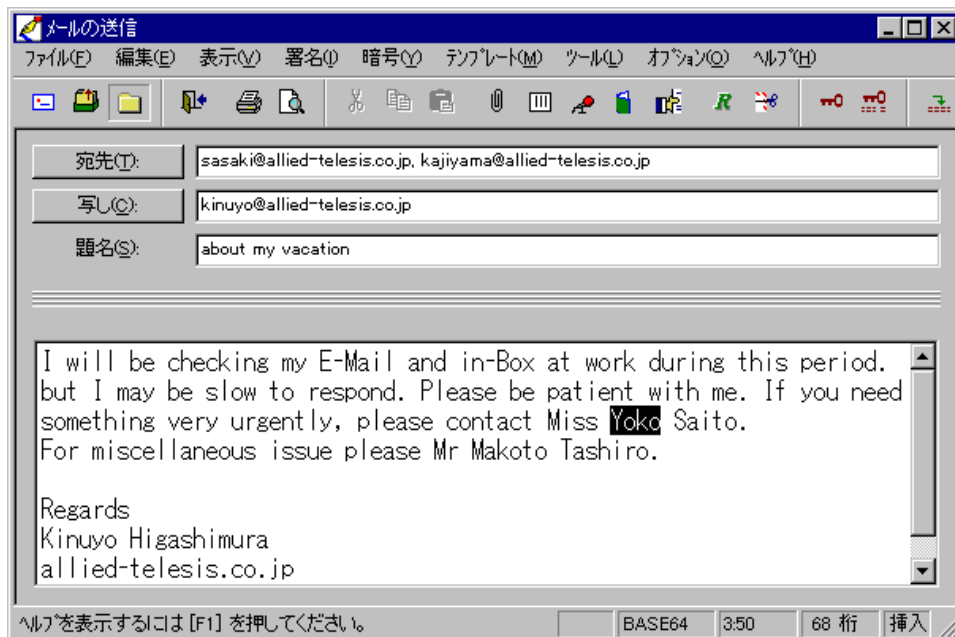 メールの送信
ファイル(F) 編集(E) 表示(V) 署名(I) 暗号(Y) テンプレート(M) ツール(L) オプション(O) ヘルプ(H)
宛先(T): sasaki@allied-telesis.co.jp, kajiyama@allied-telesis.co.jp
写し(C): kinuyo@allied-telesis.co.jp
題名(S): about my vacation
I will be checking my E-Mail and in-Box at work during this period.
but I may be slow to respond. Please be patient with me. If you need
something very urgently, please contact Miss Yoko Saito.
For miscellaneous issue please Mr Makoto Tashiro.
Regards
Kinuyo Higashimura
allied-telesis.co.jp
ヘルプを表示するには [F1] を押してください。 BASE64 3:50 68 桁 挿入